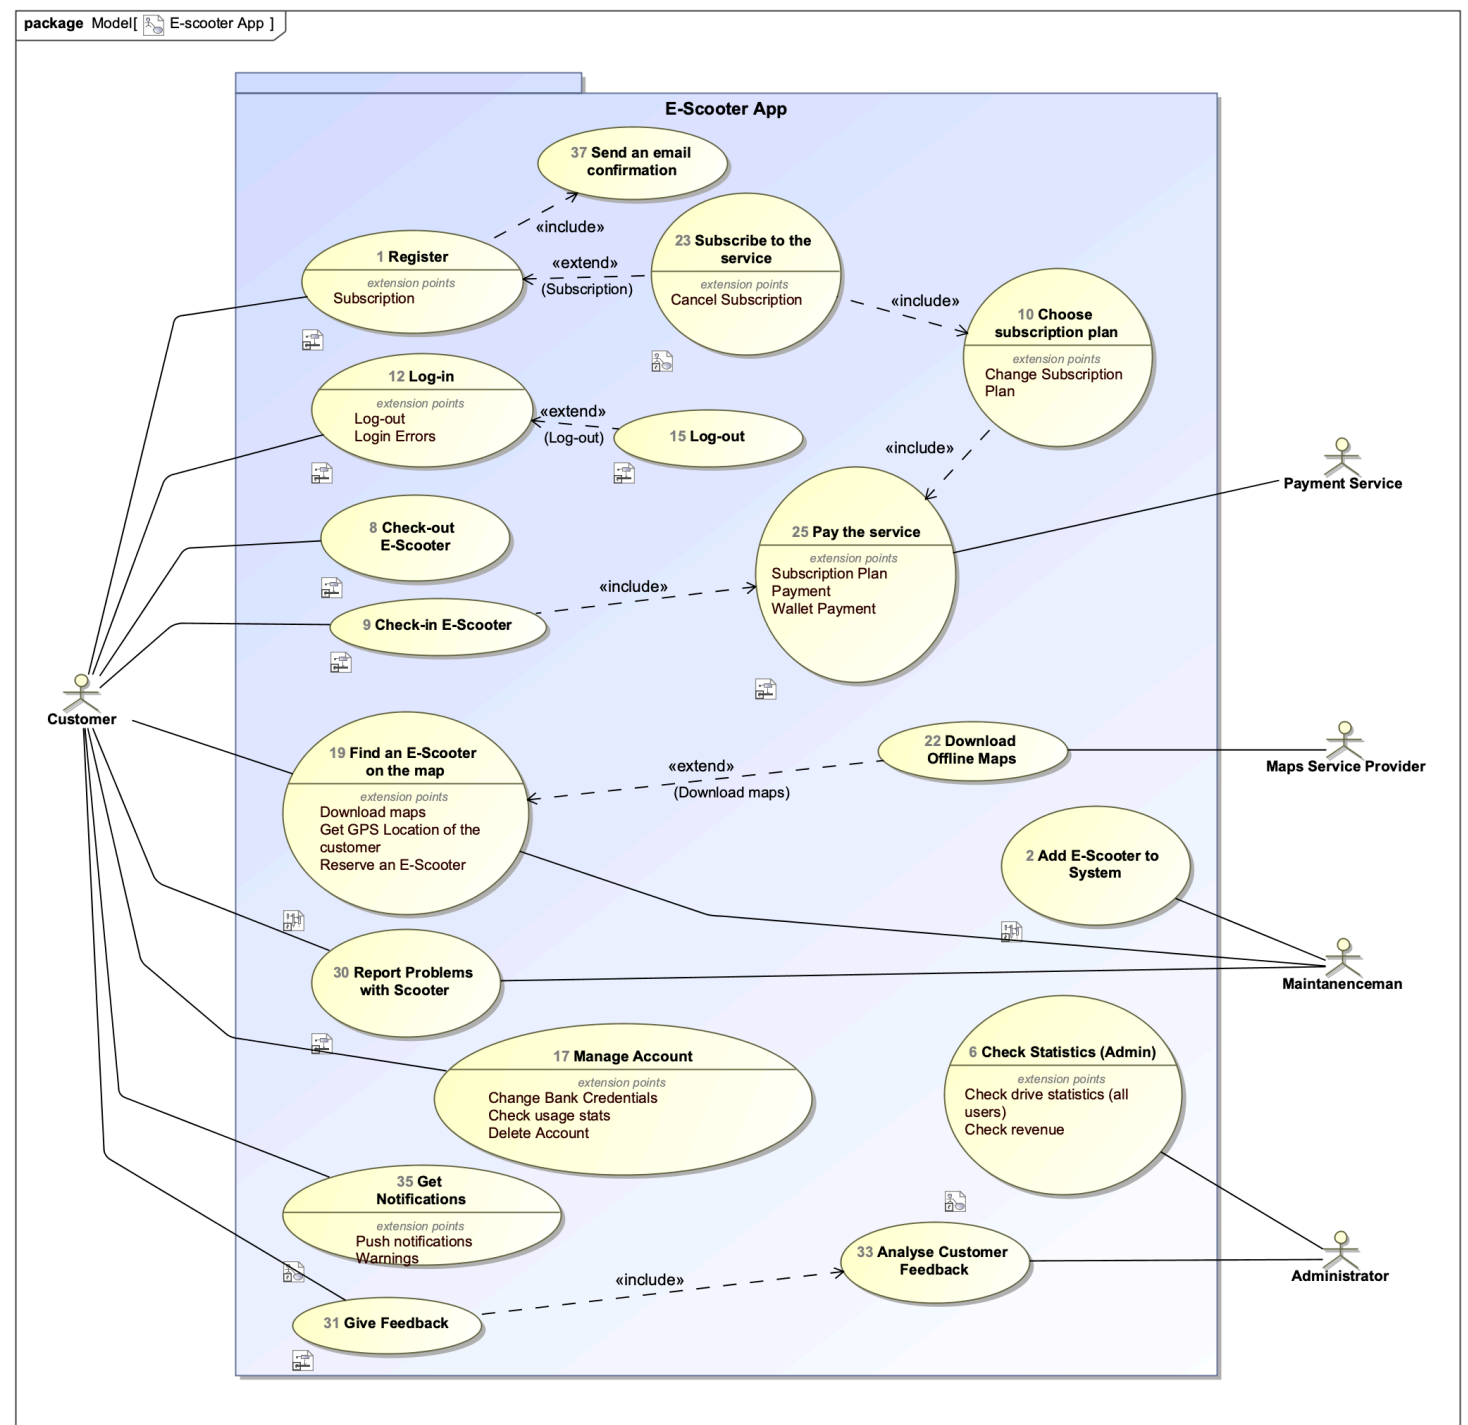 package Model[ E-scooter App ]
E-Scooter App
37 Send an email
confirmation
«include»
1 Register
extension points
Subscription
«extend»
(Subscription)
23 Subscribe to the
service
extension points
Cancel Subscription
«include»
10 Choose
subscription plan
extension points
Change Subscription
Plan
12 Log-in
extension points
Log-out
Login Errors
«extend»
(Log-out)
15 Log-out
«include»
8 Check-out
E-Scooter
25 Pay the service
extension points
Subscription Plan
Payment
Wallet Payment
Payment Service
9 Check-in E-Scooter
«include»
Customer
19 Find an E-Scooter
on the map
extension points
Download maps
Get GPS Location of the
customer
Reserve an E-Scooter
«extend»
(Download maps)
22 Download
Offline Maps
Maps Service Provider
2 Add E-Scooter to
System
Maintanenceman
30 Report Problems
with Scooter
17 Manage Account
extension points
Change Bank Credentials
Check usage stats
Delete Account
6 Check Statistics (Admin)
extension points
Check drive statistics (all
users)
Check revenue
35 Get
Notifications
extension points
Push notifications
Warnings
33 Analyse Customer
Feedback
Administrator
«include»
31 Give Feedback